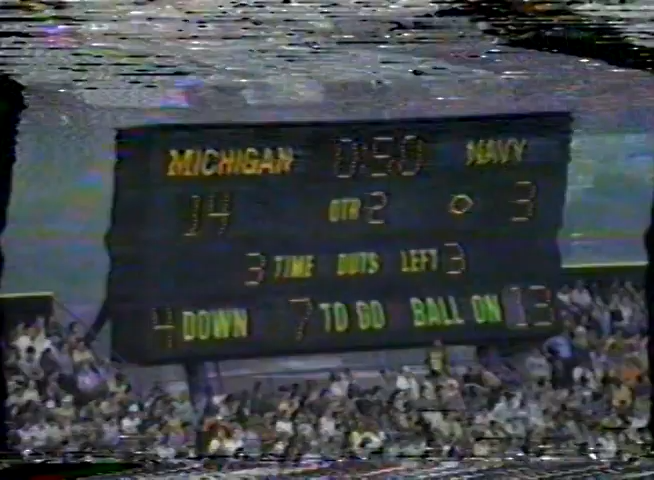 MICHIGAN 0:50 NAVY
14 QTR 2 3
3 TIME OUTS LEFT 3
4 DOWN 7 TO GO BALL ON 13